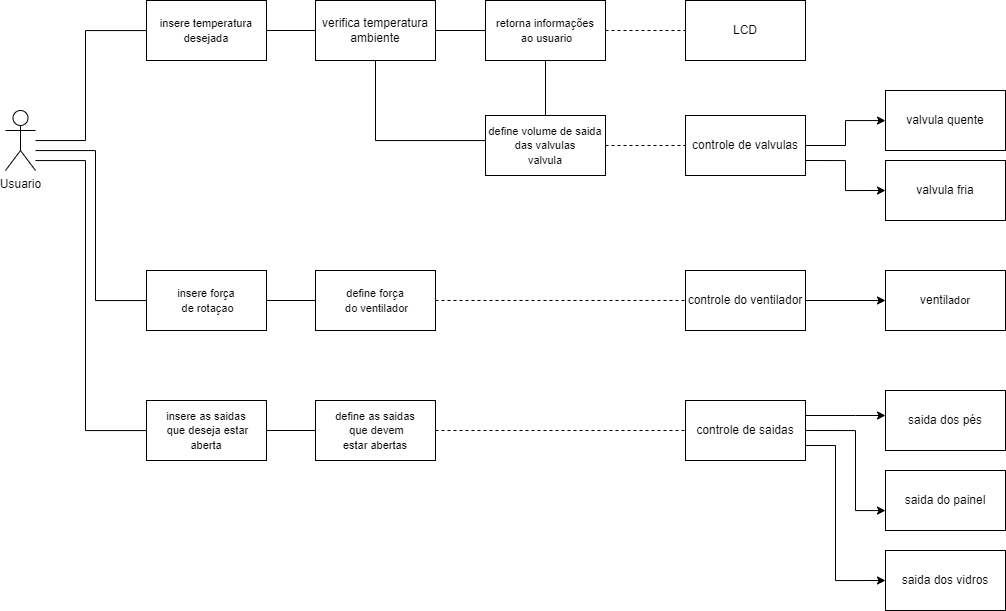 insere temperatura
desejada
verifica temperatura
ambiente
retorna informações
ao usuario
LCD
define volume de saida
das valvulas
valvula
controle de valvulas
valvula quente
valvula fria
Usuario
insere força
de rotaçao
define força
do ventilador
controle do ventilador
ventilador
insere as saidas
que deseja estar
aberta
define as saidas
que devem
estar abertas
controle de saidas
saida dos pés
saida do painel
saida dos vidros